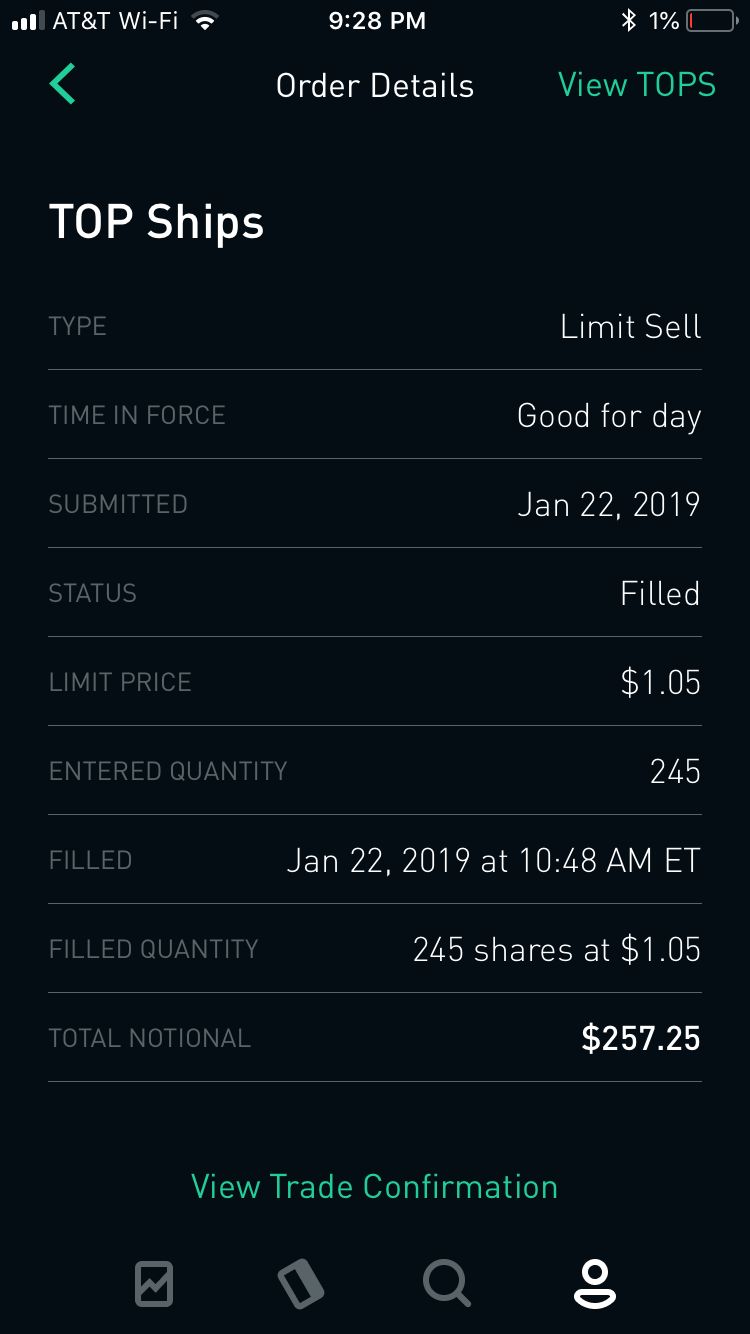 AT&T Wi-Fi 9:28 PM 1%
Order Details View TOPS
TOP Ships
TYPE Limit Sell
TIME IN FORCE Good for day
SUBMITTED Jan 22, 2019
STATUS Filled
LIMIT PRICE $1.05
ENTERED QUANTITY 245
FILLED Jan 22, 2019 at 10:48 AM ET
FILLED QUANTITY 245 shares at $1.05
TOTAL NOTIONAL $257.25
View Trade Confirmation